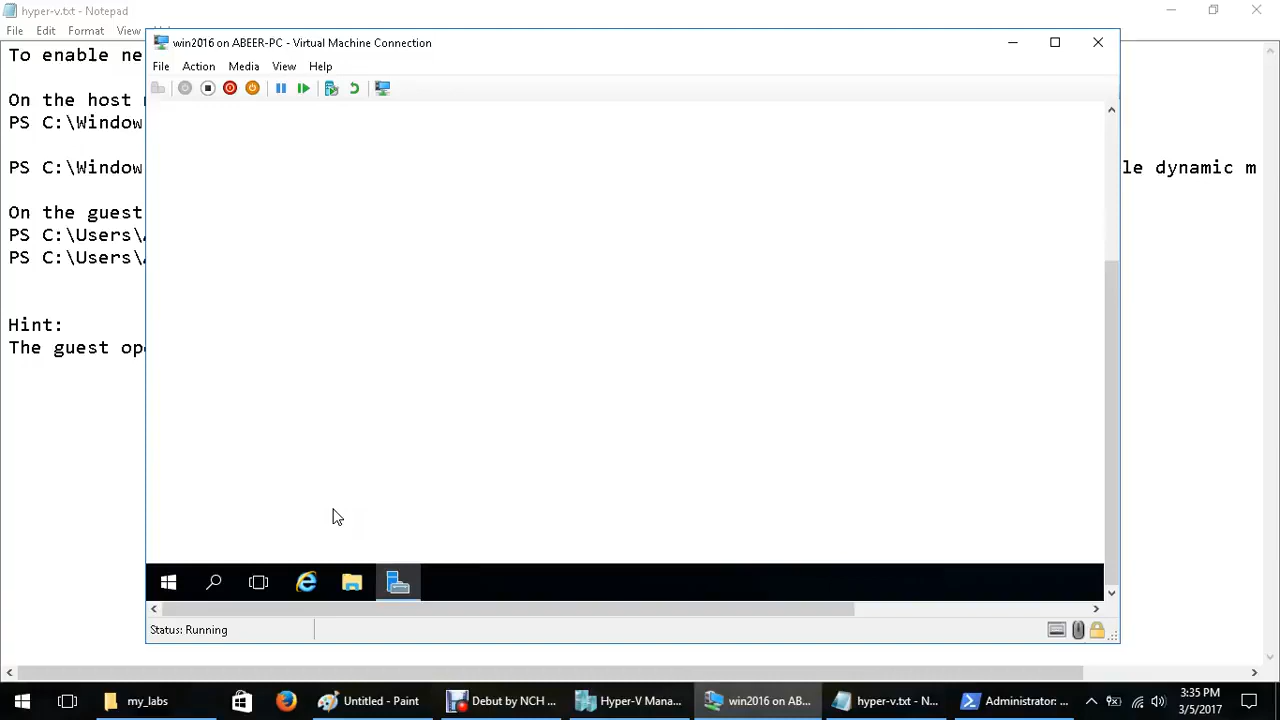 hyper-v.txt - Notepad
File Edit Format View
win2016 on ABEER-PC - Virtual Machine Connection
File Action Media View Help
To enable ne
On the host
PS C:\Window
PS C:\Window
le dynamic m
On the guest
PS C:\Users\
PS C:\Users\
Hint:
The guest op
Status: Running
my_labs
Untitled - Paint
Debut by NCH ...
Hyper-V Mana...
win2016 on AB...
hyper-v.txt - N...
Administrator: ...
3:35 PM
3/5/2017